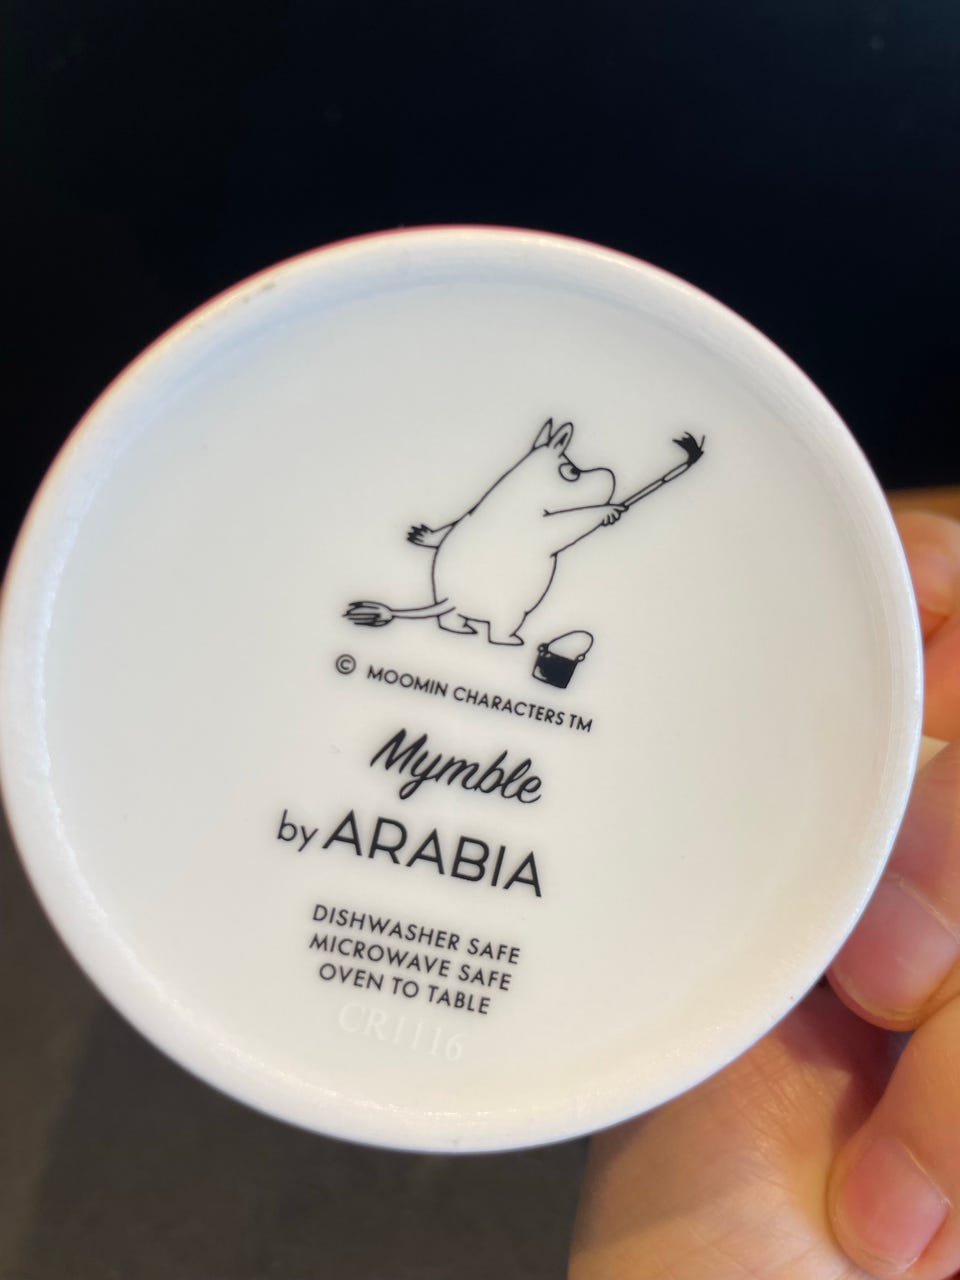 © MOOMIN CHARACTERS TM
Mymble
by ARABIA
DISHWASHER SAFE
MICROWAVE SAFE
OVEN TO TABLE
CR1116